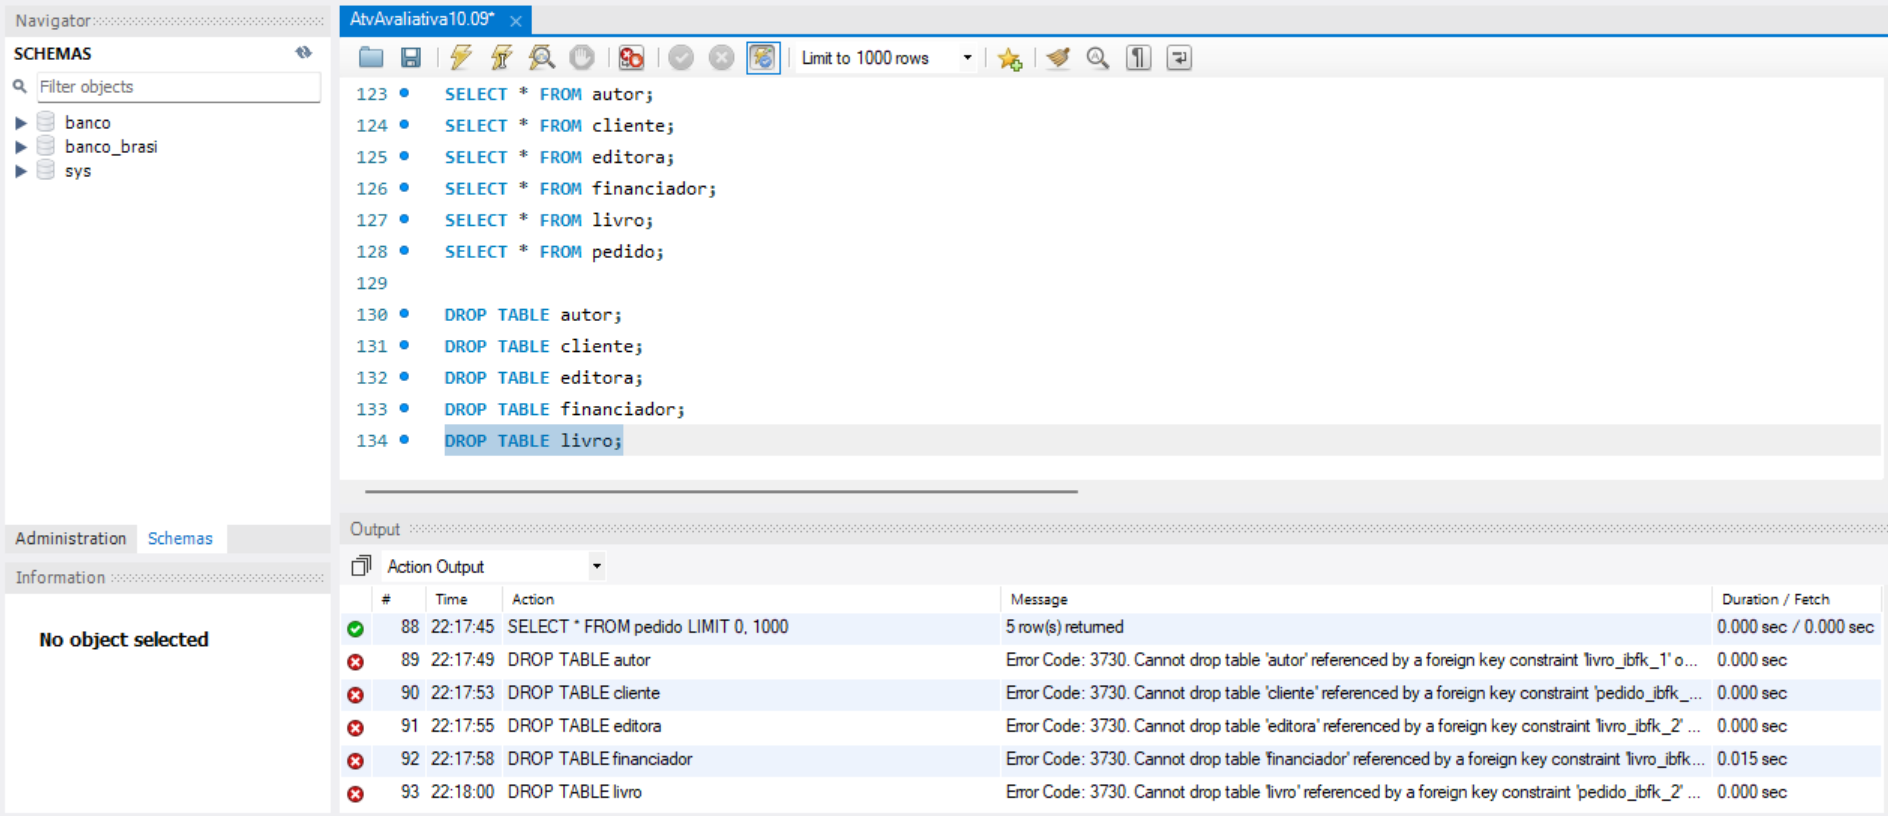 Navigator
SCHEMAS
Filter objects
banco
banco_brasi
sys
Administration Schemas
Information
No object selected
AtvAvaliativa10.09* ×
Limit to 1000 rows
123 SELECT * FROM autor;
124 SELECT * FROM cliente;
125 SELECT * FROM editora;
126 SELECT * FROM financiador;
127 SELECT * FROM livro;
128 SELECT * FROM pedido;
129
130 DROP TABLE autor;
131 DROP TABLE cliente;
132 DROP TABLE editora;
133 DROP TABLE financiador;
134 DROP TABLE livro;
Output
Action Output
# Time Action Message Duration / Fetch
88 22:17:45 SELECT * FROM pedido LIMIT 0, 1000 5 row(s) returned 0.000 sec / 0.000 sec
89 22:17:49 DROP TABLE autor Error Code: 3730. Cannot drop table 'autor' referenced by a foreign key constraint 'livro_ibfk_1' o... 0.000 sec
90 22:17:53 DROP TABLE cliente Error Code: 3730. Cannot drop table 'cliente' referenced by a foreign key constraint 'pedido_ibfk_... 0.000 sec
91 22:17:55 DROP TABLE editora Error Code: 3730. Cannot drop table 'editora' referenced by a foreign key constraint 'livro_ibfk_2' ... 0.000 sec
92 22:17:58 DROP TABLE financiador Error Code: 3730. Cannot drop table 'financiador' referenced by a foreign key constraint 'livro_ibfk... 0.015 sec
93 22:18:00 DROP TABLE livro Error Code: 3730. Cannot drop table 'livro' referenced by a foreign key constraint 'pedido_ibfk_2' ... 0.000 sec